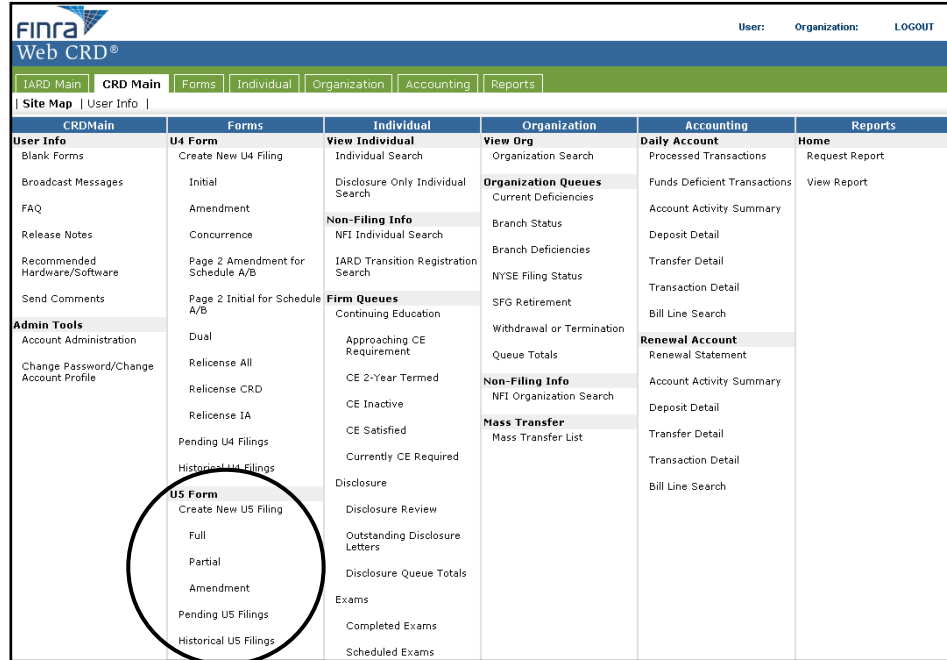 Finra
User: Organization: LOGOUT
Web CRD®
IARD Main CRD Main Forms Individual Organization Accounting Reports
| Site Map | User Info |
CRDMain
User Info
Blank Forms
Broadcast Messages
FAQ
Release Notes
Recommended
Hardware/Software
Send Comments
Admin Tools
Account Administration
Change Password/Change
Account Profile
Forms
U4 Form
Create New U4 Filing
Initial
Amendment
Concurrence
Page 2 Amendment for
Schedule A/B
Page 2 Initial for Schedule
A/B
Dual
Relicense All
Relicense CRD
Relicense IA
Pending U4 Filings
Historical U4 Filings
U5 Form
Create New U5 Filing
Full
Partial
Amendment
Pending U5 Filings
Historical U5 Filings
Individual
View Individual
Individual Search
Disclosure Only Individual
Search
Non-Filing Info
NFI Individual Search
IARD Transition Registration
Search
Firm Queues
Continuing Education
Approaching CE
Requirement
CE 2-Year Termed
CE Inactive
CE Satisfied
Currently CE Required
Disclosure
Disclosure Review
Outstanding Disclosure
Letters
Disclosure Queue Totals
Exams
Completed Exams
Scheduled Exams
Organization
View Org
Organization Search
Organization Queues
Current Deficiencies
Branch Status
Branch Deficiencies
NYSE Filing Status
SFG Retirement
Withdrawal or Termination
Queue Totals
Non-Filing Info
NFI Organization Search
Mass Transfer
Mass Transfer List
Accounting
Daily Account
Processed Transactions
Funds Deficient Transactions
Account Activity Summary
Deposit Detail
Transfer Detail
Transaction Detail
Bill Line Search
Renewal Account
Renewal Statement
Account Activity Summary
Deposit Detail
Transfer Detail
Transaction Detail
Bill Line Search
Reports
Home
Request Report
View Report